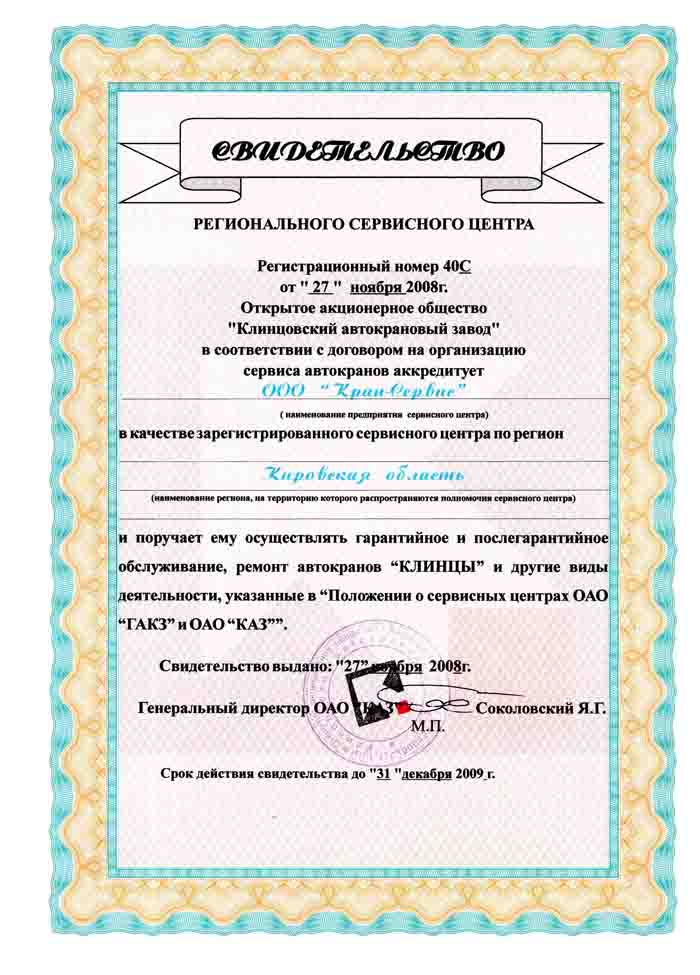 СВИДЕТЕЛЬСТВО
РЕГИОНАЛЬНОГО СЕРВИСНОГО ЦЕНТРА
Регистрационный номер 40С
от " 27 " ноября 2008г.
Открытое акционерное общество
"Клинцовский автокрановый завод"
в соответствии с договором на организацию
сервиса автокранов аккредитует
ООО “Кран-Сервис”
( наименование предприятия сервисного центра)
в качестве зарегистрированного сервисного центра по регион
Кировская область
(наименование региона, на территорию которого распространяются полномочия сервисного центра)
и поручает ему осуществлять гарантийное и послегарантийное
обслуживание, ремонт автокранов “КЛИНЦЫ” и другие виды
деятельности, указанные в “Положении о сервисных центрах ОАО
“ГАКЗ” и ОАО “КАЗ””.
Свидетельство выдано: "27” ноября 2008г.
Генеральный директор ОАО “КАЗ” Соколовский Я.Г.
М.П.
Срок действия свидетельства до "31 "декабря 2009 г.